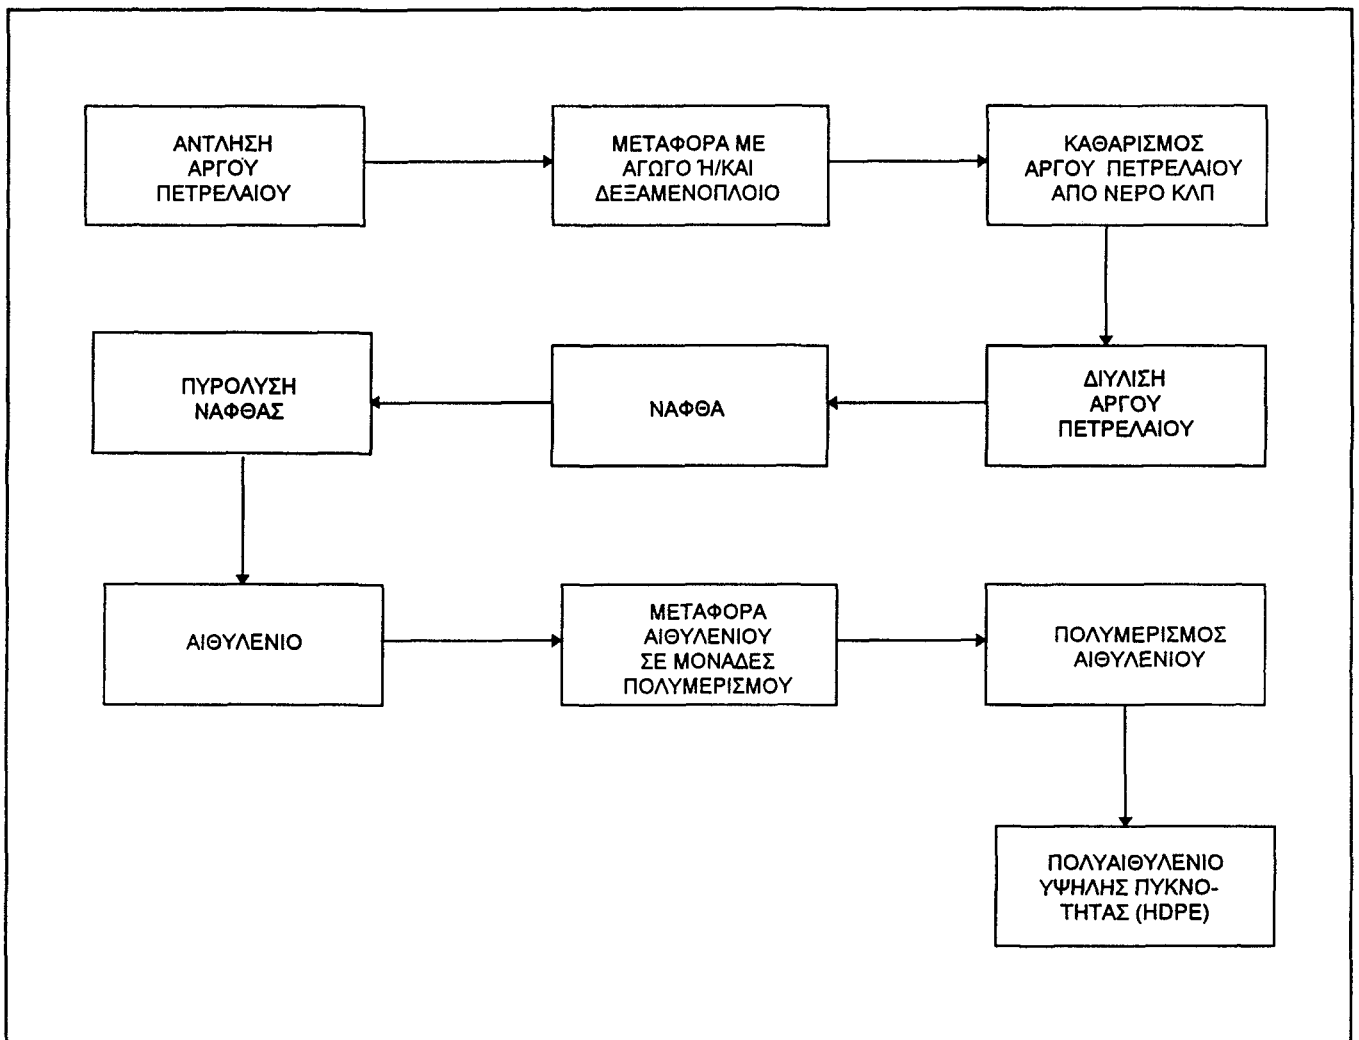 ΑΝΤΛΗΣΗ
ΑΡΓΟΥ
ΠΕΤΡΕΛΑΙΟΥ
ΜΕΤΑΦΟΡΑ ΜΕ
ΑΓΩΓΟ Ή/ΚΑΙ
ΔΕΞΑΜΕΝΟΠΛΟΙΟ
ΚΑΘΑΡΙΣΜΟΣ
ΑΡΓΟΥ ΠΕΤΡΕΛΑΙΟΥ
ΑΠΟ ΝΕΡΟ ΚΛΠ
ΠΥΡΟΛΥΣΗ
ΝΑΦΘΑΣ
ΝΑΦΘΑ
ΔΙΥΛΙΣΗ
ΑΡΓΟΥ
ΠΕΤΡΕΛΑΙΟΥ
ΑΙΘΥΛΕΝΙΟ
ΜΕΤΑΦΟΡΑ
ΑΙΘΥΛΕΝΙΟΥ
ΣΕ ΜΟΝΑΔΕΣ
ΠΟΛΥΜΕΡΙΣΜΟΥ
ΠΟΛΥΜΕΡΙΣΜΟΣ
ΑΙΘΥΛΕΝΙΟΥ
ΠΟΛΥΑΙΘΥΛΕΝΙΟ
ΥΨΗΛΗΣ ΠΥΚΝΟ-
ΤΗΤΑΣ (HDPE)